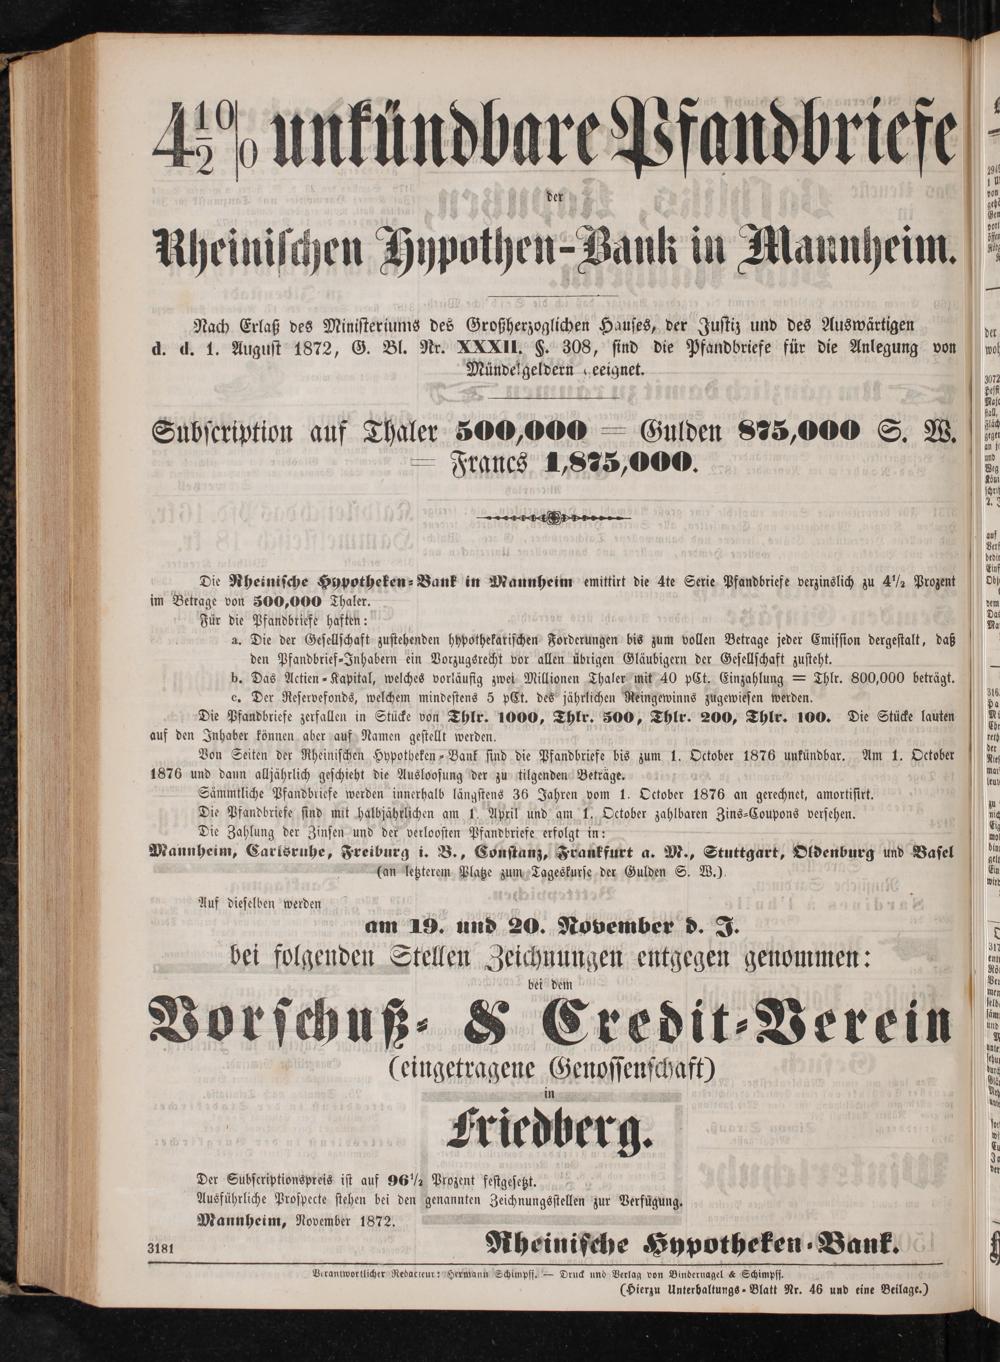 4½% unkündbare Pfandbriefe
der
Rheinischen Hypothen-Bank in Mannheim.
Nach Erlaß des Ministeriums des Großherzoglichen Hauses, der Justiz und des Auswärtigen
d. d. 1. August 1872, G. Bl. Nr. XXXII. §. 308, sind die Pfandbriefe für die Anlegung von
Mündelgeldern eeignet.
Subscription auf Thaler 500,000 = Gulden 875,000 S. W.
= Francs 1,875,000.
Die Rheinische Hypotheken-Bank in Mannheim emittirt die 4te Serie Pfandbriefe verzinslich zu 4½ Prozent
im Betrage von 500,000 Thaler.
Für die Pfandbriefe haften:
a. Die der Gesellschaft zustehenden hypothekarischen Forderungen bis zum vollen Betrage jeder Emission dergestalt, daß
den Pfandbrief-Inhabern ein Vorzugsrecht vor allen übrigen Gläubigern der Gesellschaft zusteht.
b. Das Actien-Kapital, welches vorläufig zwei Millionen Thaler mit 40 pCt. Einzahlung = Thlr. 800,000 beträgt.
c. Der Reservefonds, welchem mindestens 5 pCt. des jährlichen Reingewinns zugewiesen werden.
Die Pfandbriefe zerfallen in Stücke von Thlr. 1000, Thlr. 500, Thlr. 200, Thlr. 100. Die Stücke lauten
auf den Inhaber können aber auf Namen gestellt werden.
Von Seiten der Rheinischen Hypotheken-Bank sind die Pfandbriefe bis zum 1. October 1876 unkündbar. Am 1. October
1876 und dann alljährlich geschieht die Ausloosung der zu tilgenden Beträge.
Sämmtliche Pfandbriefe werden innerhalb längstens 36 Jahren vom 1. October 1876 an gerechnet, amortisirt.
Die Pfandbriefe sind mit halbjährlichen am 1. April und am 1. October zahlbaren Zins-Coupons versehen.
Die Zahlung der Zinsen und der verloosten Pfandbriefe erfolgt in:
Mannheim, Carlsruhe, Freiburg i. B., Constanz, Frankfurt a. M., Stuttgart, Oldenburg und Basel
(an letzterem Platze zum Tageskurse der Gulden S. W.)
Auf dieselben werden
am 19. und 20. November d. J.
bei folgenden Stellen Zeichnungen entgegen genommen:
bei dem
Vorschuß- & Credit-Verein
(eingetragene Genossenschaft)
in
Friedberg.
Der Subscriptionspreis ist auf 96½ Prozent festgesetzt.
Ausführliche Prospecte stehen bei den genannten Zeichnungsstellen zur Verfügung.
Mannheim, November 1872.
3181 Rheinische Hypotheken-Bank.
Verantwortlicher Redacteur: Hermann Schimpff. — Druck und Verlag von Bindernagel & Schimpff.
(Hierzu Unterhaltungs-Blatt Nr. 46 und eine Beilage.)